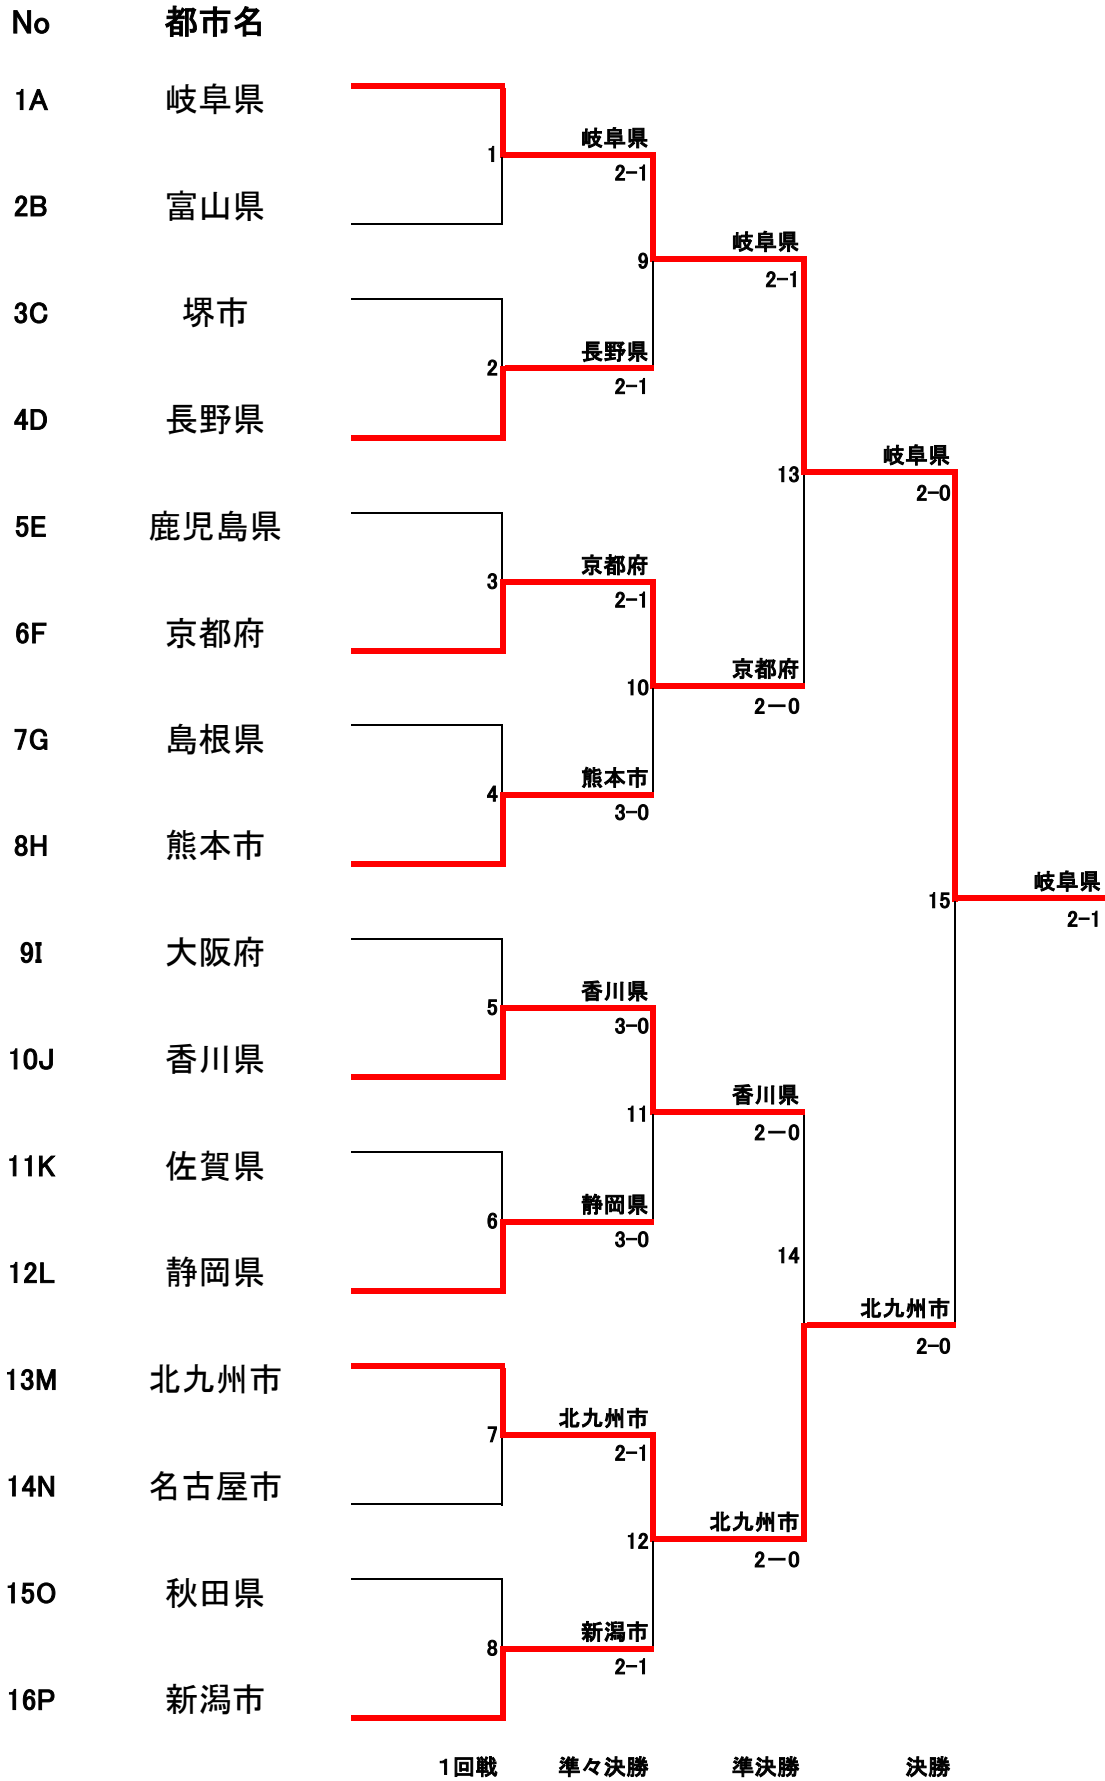 No 都市名
1A 岐阜県
岐阜県
1 2-1
2B 富山県
岐阜県
9 2-1
3C 堺市
長野県
2 2-1
4D 長野県
岐阜県
13 2-0
5E 鹿児島県
京都府
3 2-1
6F 京都府
京都府
10 2－0
7G 島根県
熊本市
4 3-0
8H 熊本市
岐阜県
15 2-1
9I 大阪府
香川県
5 3-0
10J 香川県
香川県
11 2－0
11K 佐賀県
静岡県
6 3-0
14
12L 静岡県
北九州市
2-0
13M 北九州市
北九州市
7 2-1
14N 名古屋市
北九州市
12 2－0
15O 秋田県
新潟市
8 2-1
16P 新潟市
１回戦 準々決勝 準決勝 決勝